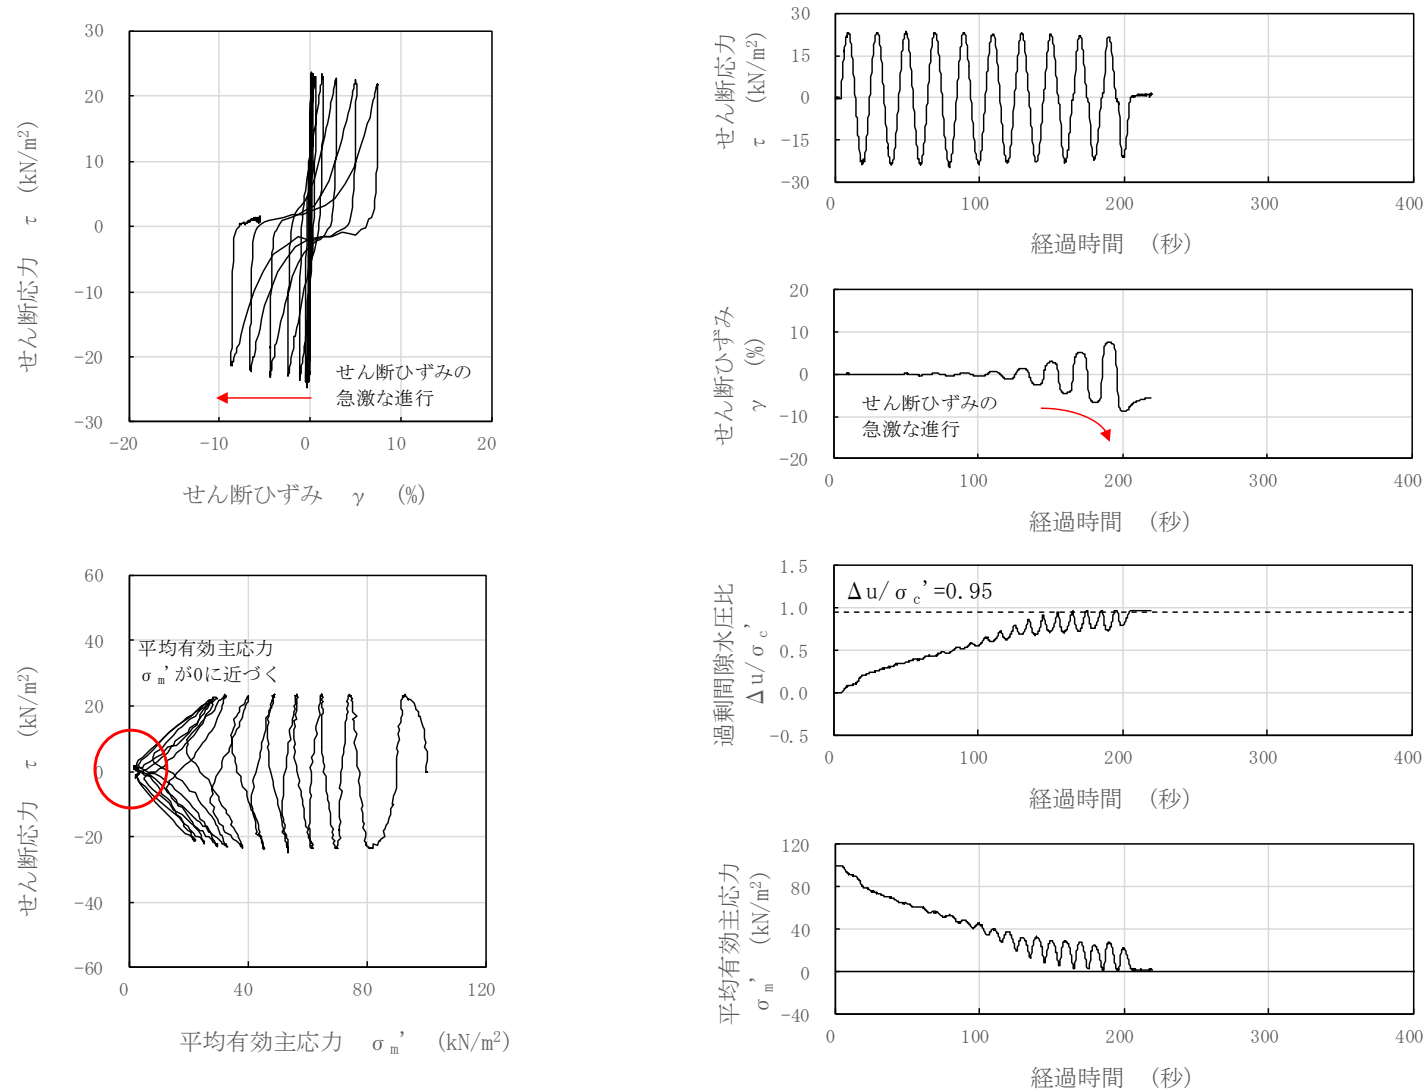 30
20
10
0
-10
-20
-30
-20
-10
0
10
20
せん断応力 τ (kN/m²)
せん断ひずみ γ (%)
せん断ひずみの
急激な進行
60
40
20
0
-20
-40
-60
0
40
80
120
せん断応力 τ (kN/m²)
平均有効主応力 σm' (kN/m²)
平均有効主応力
σm'が0に近づく
30
15
0
-15
-30
0
100
200
300
400
せん断応力
τ (kN/m²)
経過時間 (秒)
20
10
0
-10
-20
0
100
200
300
400
せん断ひずみ
γ (%)
経過時間 (秒)
せん断ひずみの
急激な進行
1.5
1.0
0.5
0.0
-0.5
0
100
200
300
400
過剰間隙水圧比
Δu/σc'
経過時間 (秒)
Δu/σc'=0.95
120
80
40
0
-40
0
100
200
300
400
平均有効主応力
σm' (kN/m²)
経過時間 (秒)